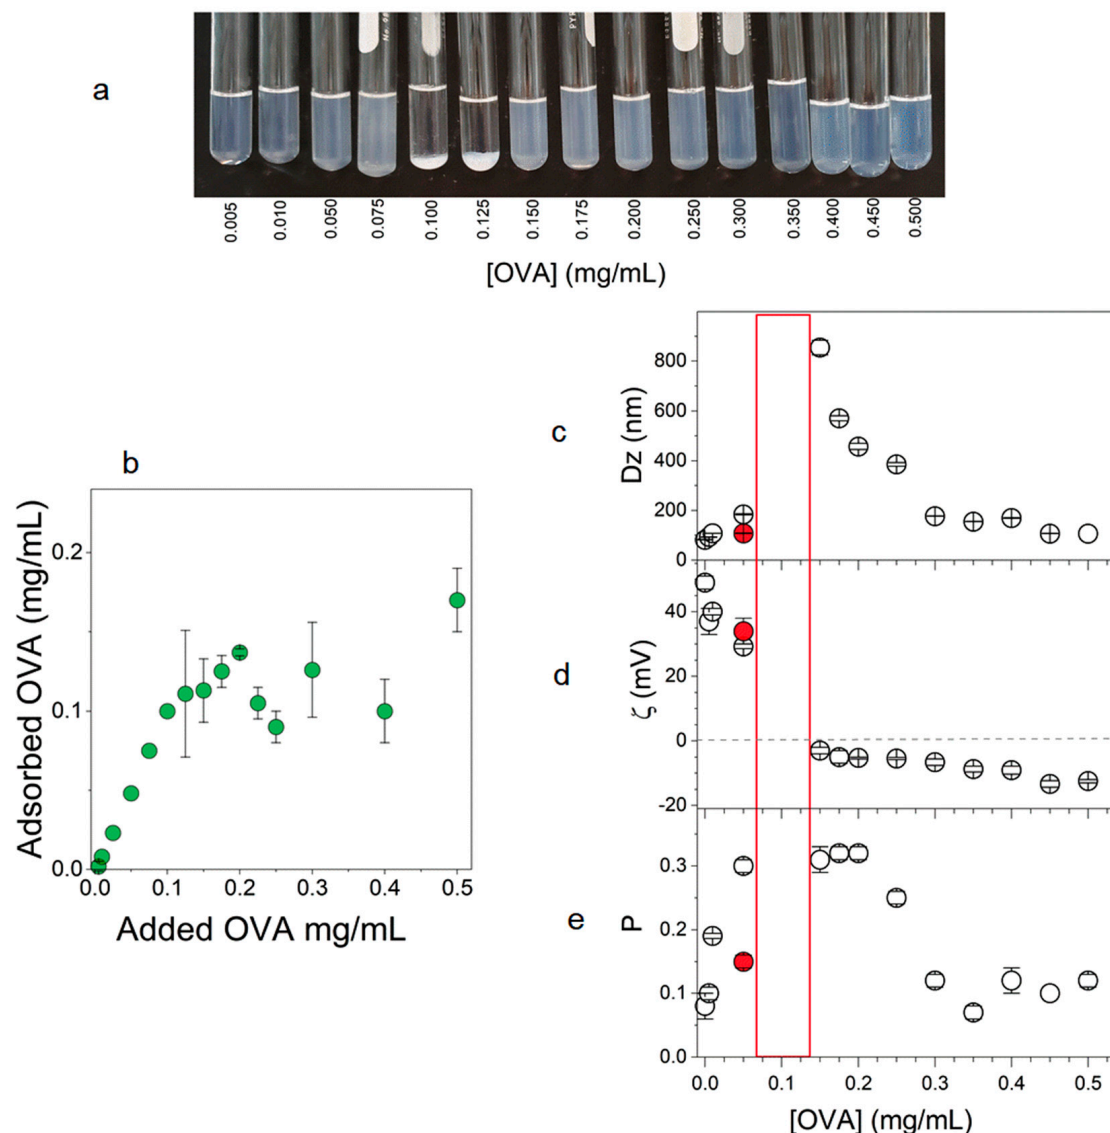 a
0.005 0.010 0.050 0.075 0.100 0.125 0.150 0.175 0.200 0.250 0.300 0.350 0.400 0.450 0.500
[OVA] (mg/mL)
b
Adsorbed OVA (mg/mL)
0.2
0.1
0.0
0.0 0.1 0.2 0.3 0.4 0.5
Added OVA mg/mL
c
Dz (nm)
800
600
400
200
0
d
ζ (mV)
40
20
0
-20
e
P
0.3
0.2
0.1
0.0
0.0 0.1 0.2 0.3 0.4 0.5
[OVA] (mg/mL)